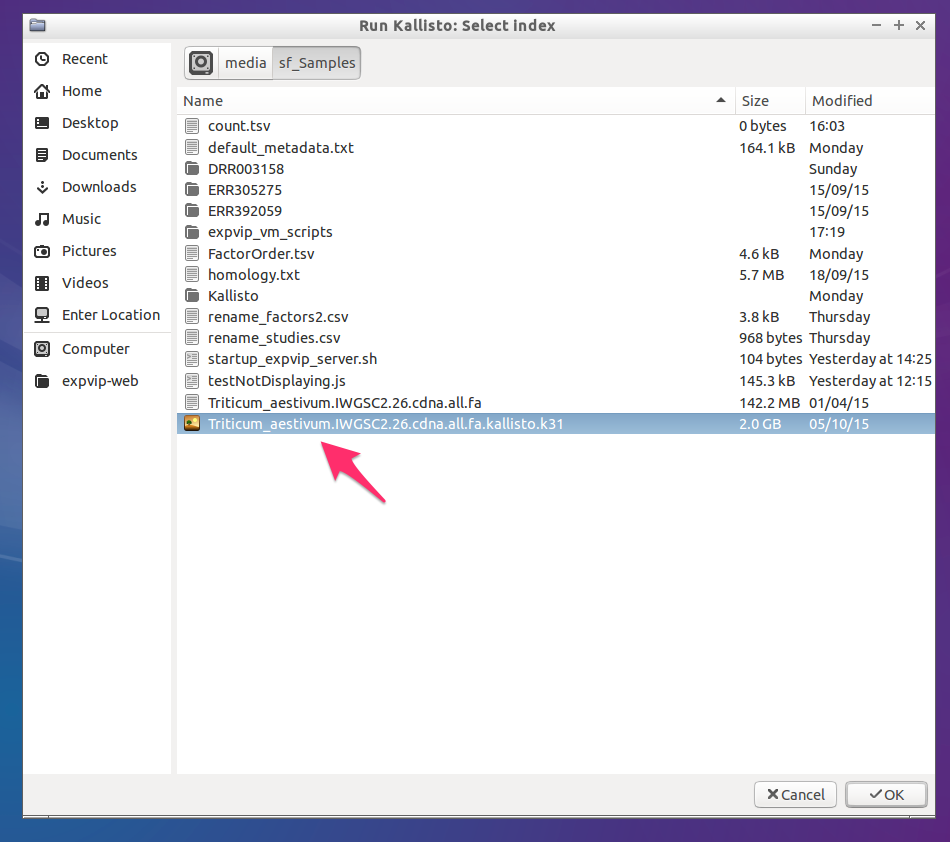 Run Kallisto: Select index
Recent
Home
Desktop
Documents
Downloads
Music
Pictures
Videos
Enter Location
Computer
expvip-web
media sf_Samples
Name Size Modified
count.tsv 0 bytes 16:03
default_metadata.txt 164.1 kB Monday
DRR003158 Sunday
ERR305275 15/09/15
ERR392059 15/09/15
expvip_vm_scripts 17:19
FactorOrder.tsv 4.6 kB Monday
homology.txt 5.7 MB 18/09/15
Kallisto Monday
rename_factors2.csv 3.8 kB Thursday
rename_studies.csv 968 bytes Thursday
startup_expvip_server.sh 104 bytes Yesterday at 14:25
testNotDisplaying.js 145.3 kB Yesterday at 12:15
Triticum_aestivum.IWGSC2.26.cdna.all.fa 142.2 MB 01/04/15
Triticum_aestivum.IWGSC2.26.cdna.all.fa.kallisto.k31 2.0 GB 05/10/15
Cancel OK